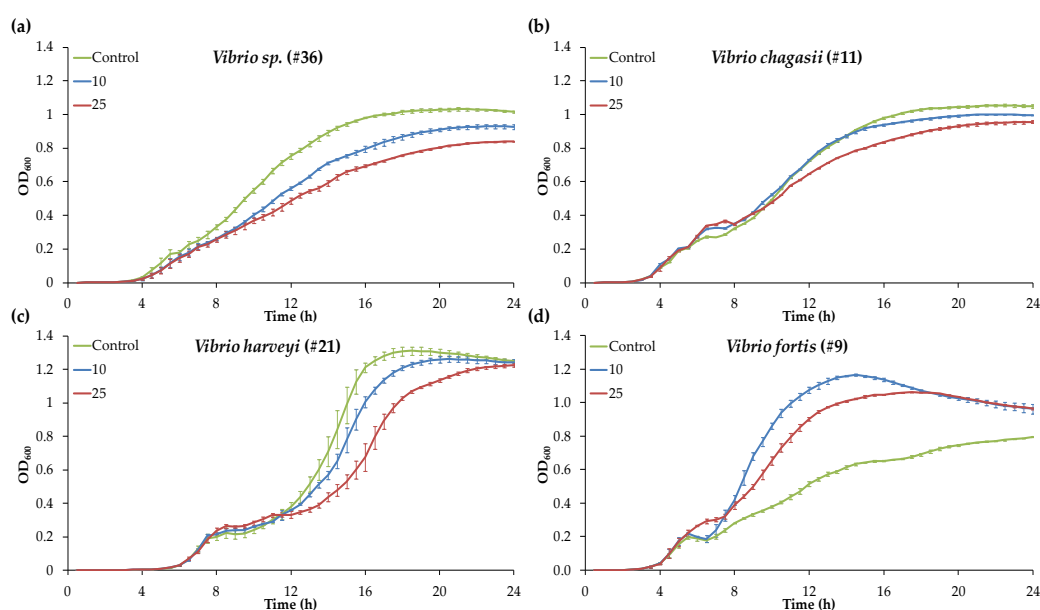 (a)
Vibrio sp. (#36)
Control
10
25
OD600
1.4
1.2
1
0.8
0.6
0.4
0.2
0
0 4 8 12 16 20 24
Time (h)
(b)
Vibrio chagasii (#11)
Control
10
25
OD600
1.4
1.2
1
0.8
0.6
0.4
0.2
0
0 4 8 12 16 20 24
Time (h)
(c)
Vibrio harveyi (#21)
Control
10
25
OD600
1.4
1.2
1.0
0.8
0.6
0.4
0.2
0.0
0 4 8 12 16 20 24
Time (h)
(d)
Vibrio fortis (#9)
Control
10
25
OD600
1.4
1.2
1.0
0.8
0.6
0.4
0.2
0
0 4 8 12 16 20 24
Time (h)